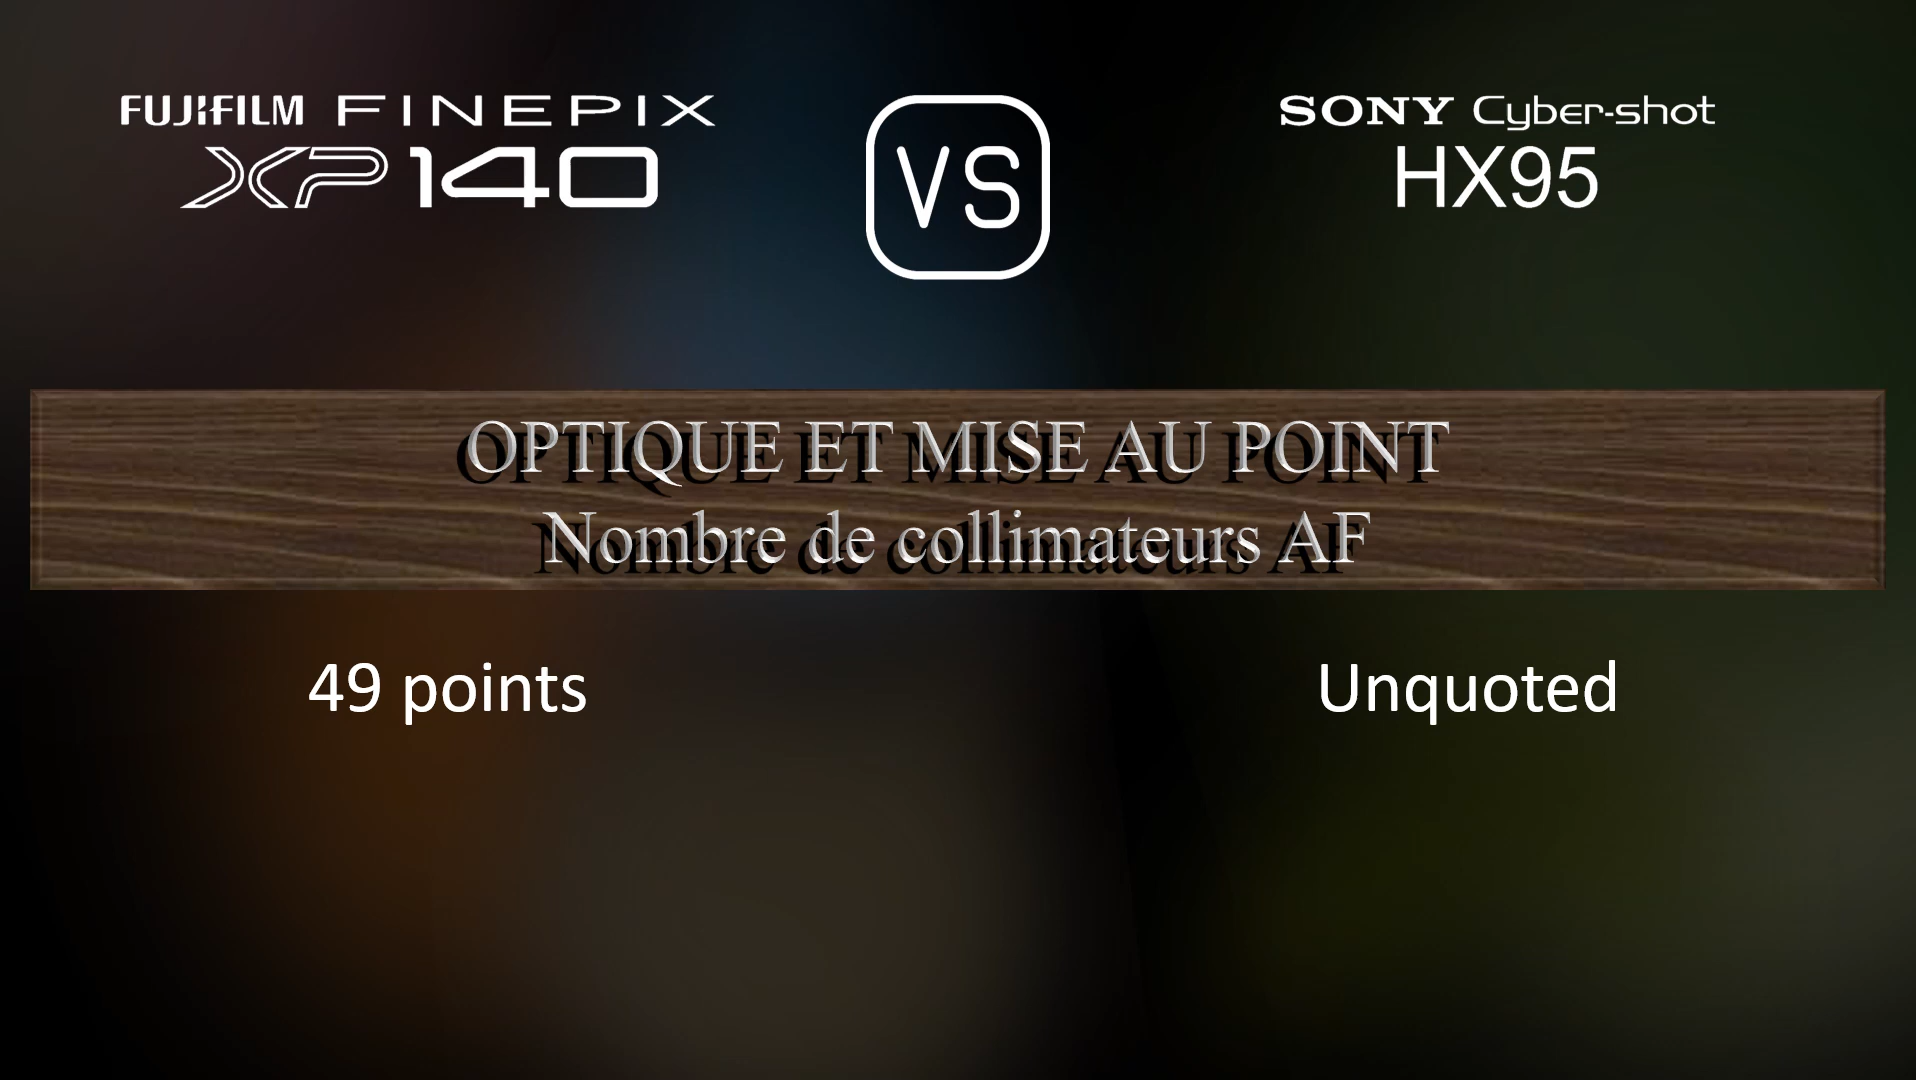 FUJIFILM FINEPIX
XP140
VS
SONY Cyber-shot
HX95
OPTIQUE ET MISE AU POINT
Nombre de collimateurs AF
49 points
Unquoted